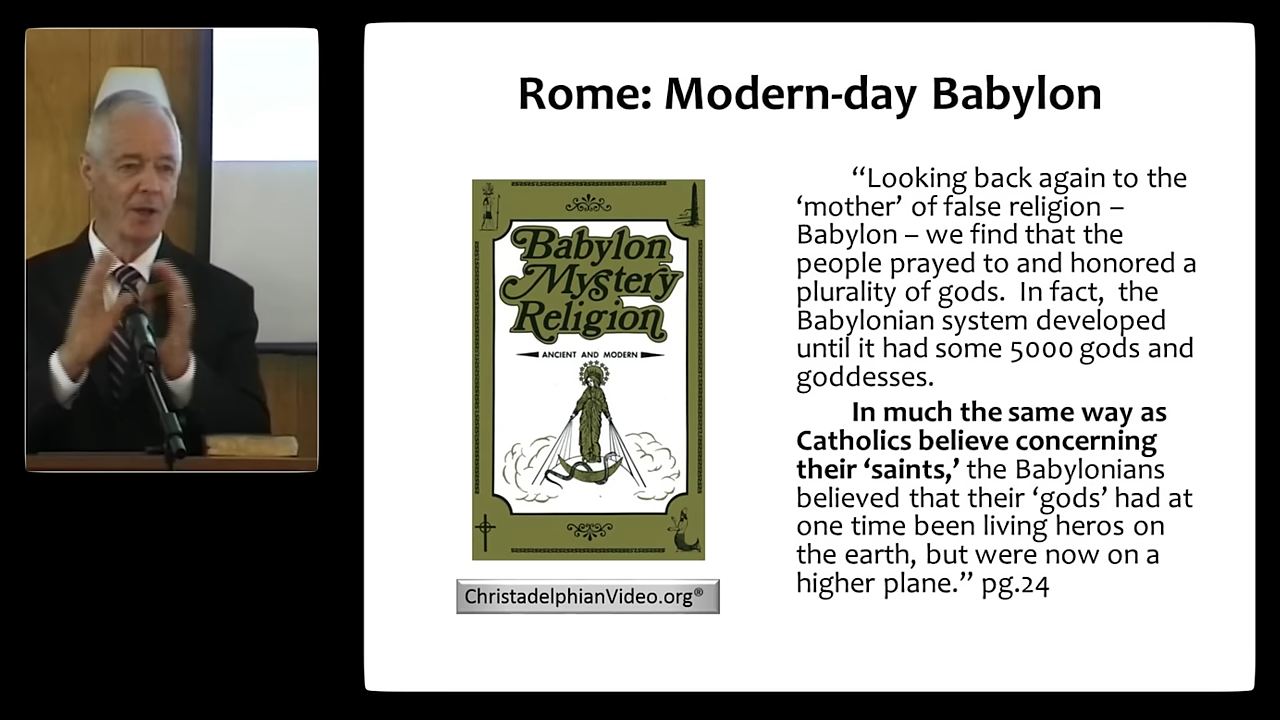 Rome: Modern-day Babylon
Babylon
Mystery
Religion
ANCIENT AND MODERN
ChristadelphianVideo.org®
“Looking back again to the
‘mother’ of false religion –
Babylon – we find that the
people prayed to and honored a
plurality of gods.  In fact,  the
Babylonian system developed
until it had some 5000 gods and
goddesses.
In much the same way as
Catholics believe concerning
their ‘saints,’ the Babylonians
believed that their ‘gods’ had at
one time been living heros on
the earth, but were now on a
higher plane.” pg.24